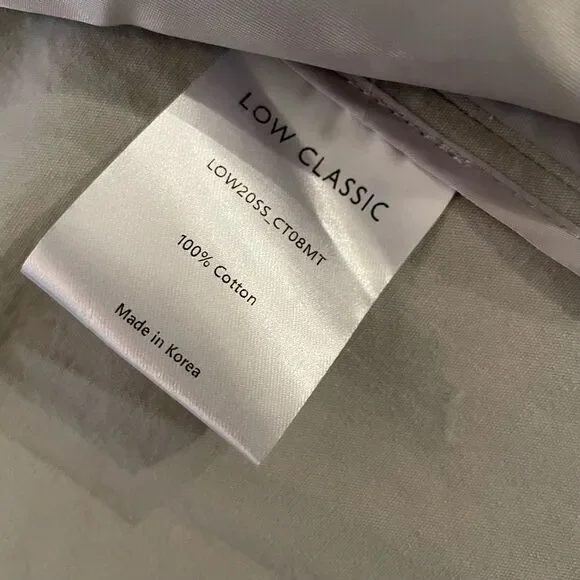 LOW CLASSIC
LOW20SS_CT08MT
100% Cotton
Made in Korea